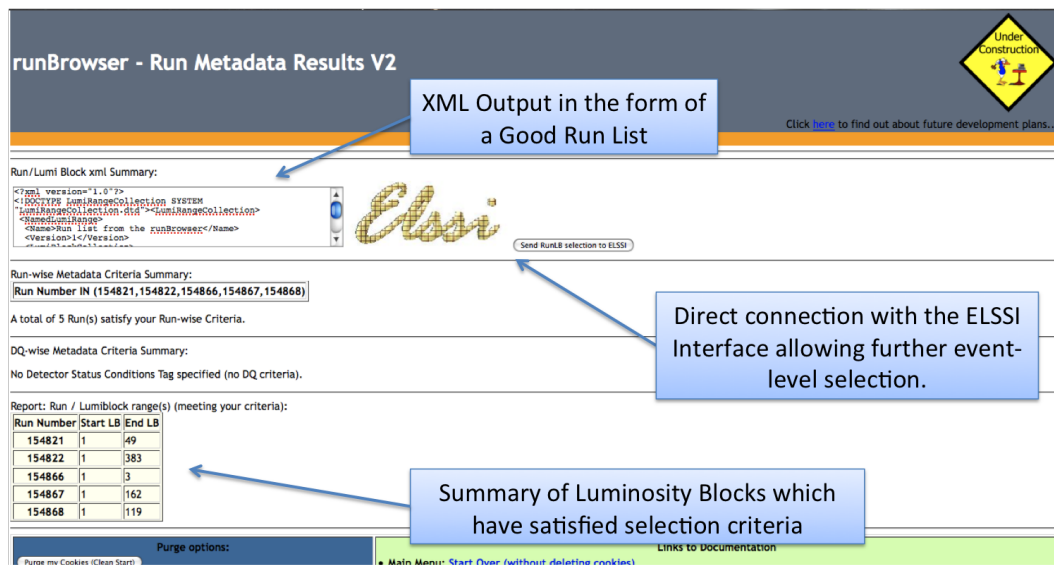 runBrowser - Run Metadata Results V2
Under
Construction
XML Output in the form of
a Good Run List
Click here to find out about future development plans..
Run/Lumi Block xml Summary:
<?xml version="1.0"?>
<!DOCTYPE LumiRangeCollection SYSTEM
"LumiRangeCollection.dtd"><LumiRangeCollection>
<NamedLumiRange>
<Name>Run list from the runBrowser</Name>
<Version>1</Version>
<LumiBlockCollection>
Elssi
Send RunLB selection to ELSSI
Run-wise Metadata Criteria Summary:
Run Number IN (154821,154822,154866,154867,154868)
A total of 5 Run(s) satisfy your Run-wise Criteria.
Direct connection with the ELSSI
Interface allowing further event-
level selection.
DQ-wise Metadata Criteria Summary:
No Detector Status Conditions Tag specified (no DQ criteria).
Report: Run / Lumiblock range(s) (meeting your criteria):
Run Number Start LB End LB
154821 1 49
154822 1 383
154866 1 3
154867 1 162
154868 1 119
Summary of Luminosity Blocks which
have satisfied selection criteria
Purge options:
Purge my Cookies (Clean Start)
Links to Documentation
• Main Menu: Start Over (without deleting cookies)